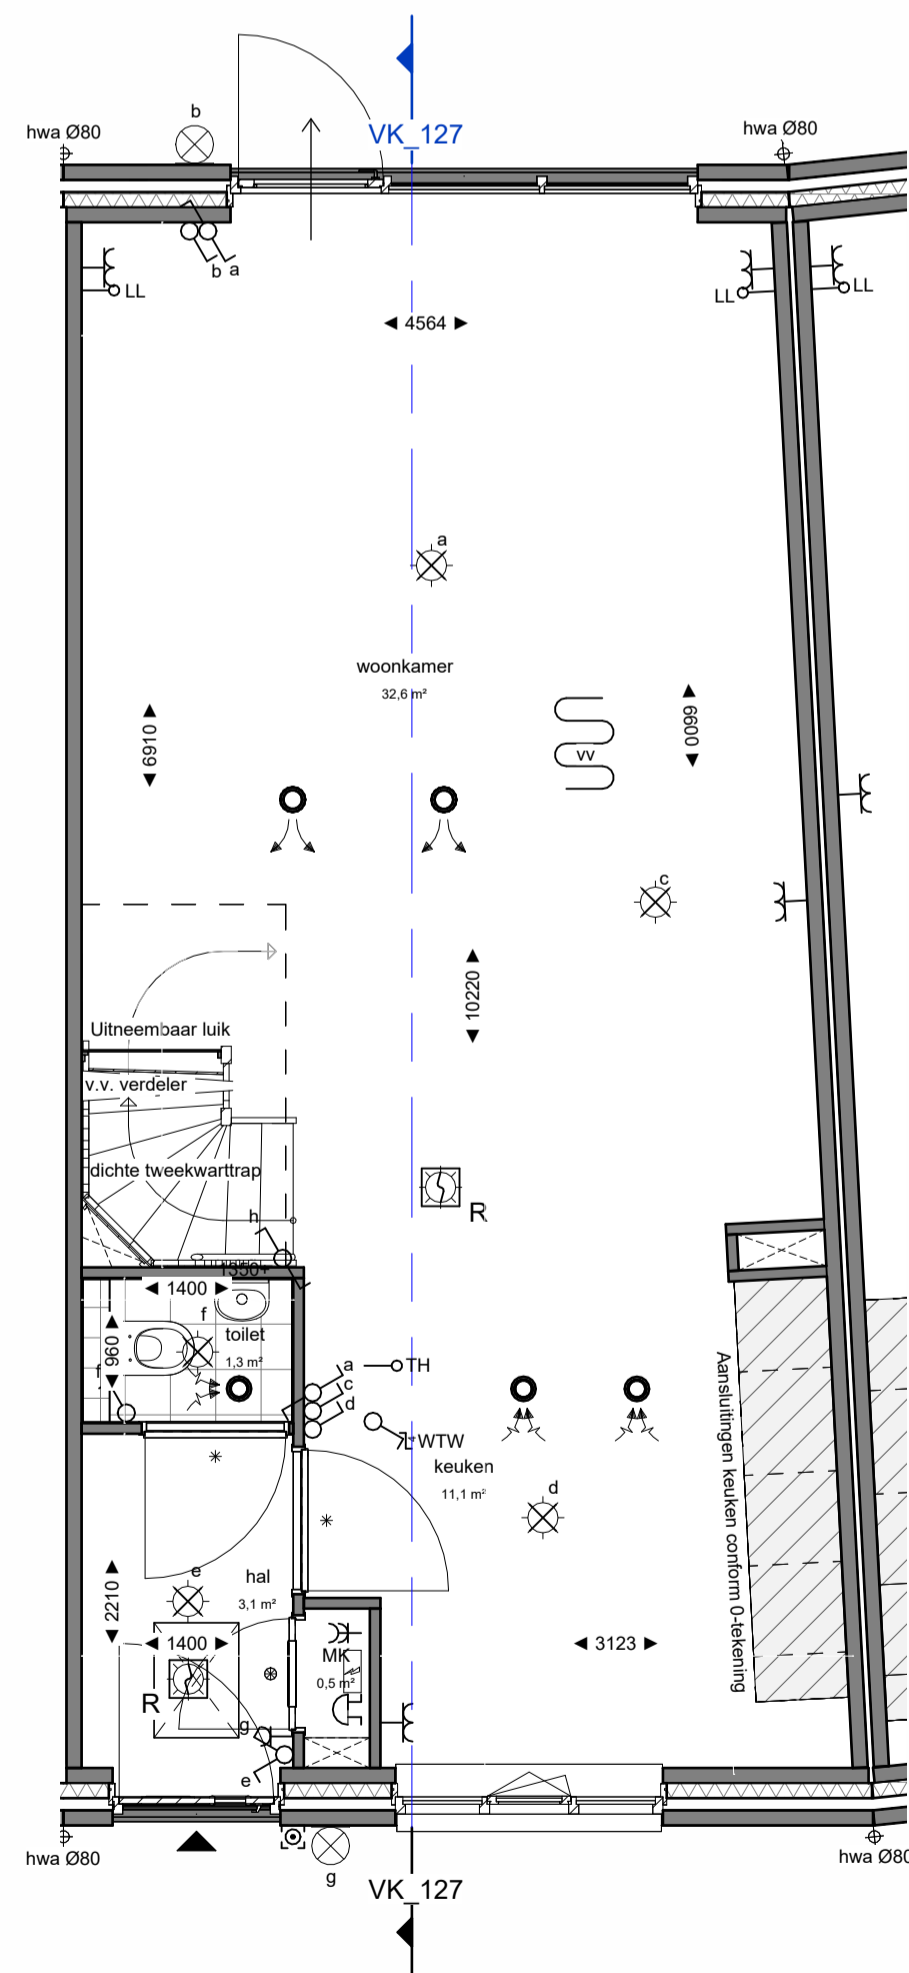 b
hwa Ø80
VK_127
hwa Ø80
b a
LL
LL
LL
4564
a
woonkamer
32,6 m²
6910
6600
vv
c
10220
Uitneembaar luik
v.v. verdeler
dichte tweekwarttrap
h
R
1350+
1400
f
toilet
960
1,3 m²
f
a
TH
c
d
WTW
keuken
11,1 m²
d
Aansluitingen keuken conform 0-tekening
e
hal
3,1 m²
2210
1400
3123
MK
0,5 m²
R
g
e
hwa Ø80
hwa Ø80
g
VK_127